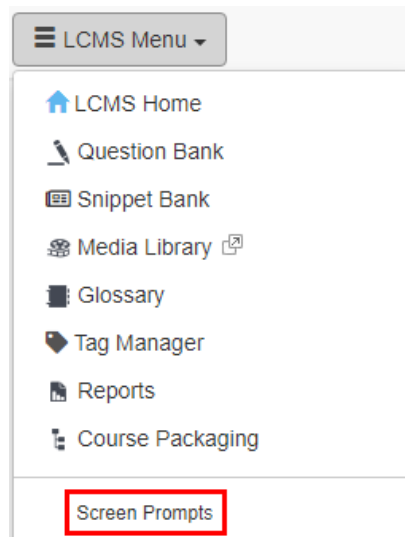 LCMS Menu
LCMS Home
Question Bank
Snippet Bank
Media Library
Glossary
Tag Manager
Reports
Course Packaging
Screen Prompts